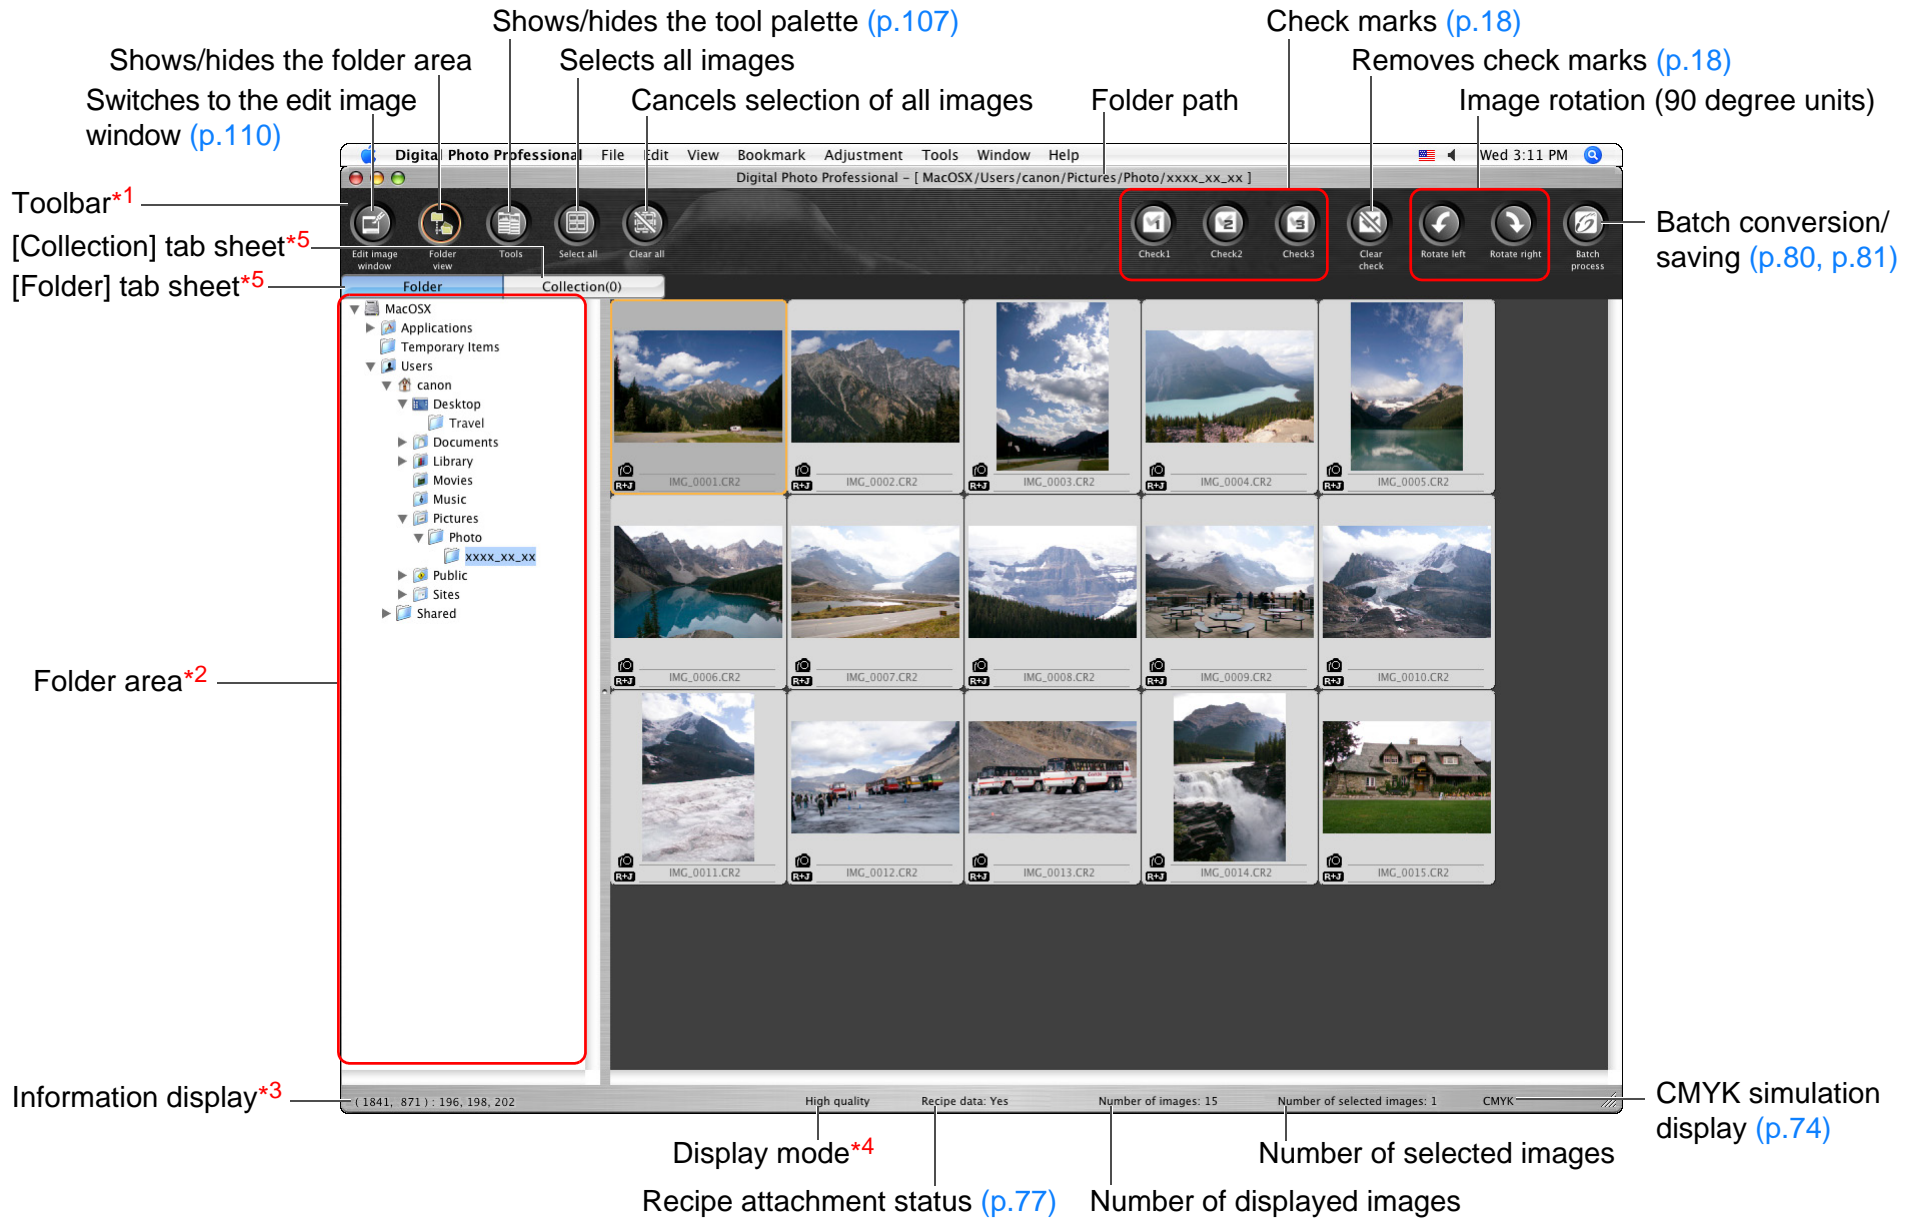 Shows/hides the tool palette (p.107)
Check marks (p.18)
Shows/hides the folder area
Selects all images
Removes check marks (p.18)
Switches to the edit image
window (p.110)
Cancels selection of all images
Folder path
Image rotation (90 degree units)
Digital Photo Professional File Edit View Bookmark Adjustment Tools Window Help
Wed 3:11 PM
Digital Photo Professional – [ MacOSX/Users/canon/Pictures/Photo/xxxx_xx_xx ]
Toolbar*1
[Collection] tab sheet*5
[Folder] tab sheet*5
Edit image
window
Folder
view
Tools
Select all
Clear all
Check1
Check2
Check3
Clear
check
Rotate left
Rotate right
Batch
process
Batch conversion/
saving (p.80, p.81)
Folder
Collection(0)
MacOSX
Applications
Temporary Items
Users
canon
Desktop
Travel
Documents
Library
Movies
Music
Pictures
Photo
xxxx_xx_xx
Public
Sites
Shared
Folder area*2
R+J IMG_0001.CR2
R+J IMG_0002.CR2
R+J IMG_0003.CR2
R+J IMG_0004.CR2
R+J IMG_0005.CR2
R+J IMG_0006.CR2
R+J IMG_0007.CR2
R+J IMG_0008.CR2
R+J IMG_0009.CR2
R+J IMG_0010.CR2
R+J IMG_0011.CR2
R+J IMG_0012.CR2
R+J IMG_0013.CR2
R+J IMG_0014.CR2
R+J IMG_0015.CR2
Information display*3
( 1841, 871 ) : 196, 198, 202
High quality
Recipe data: Yes
Number of images: 15
Number of selected images: 1
CMYK
CMYK simulation
display (p.74)
Display mode*4
Number of selected images
Recipe attachment status (p.77)
Number of displayed images